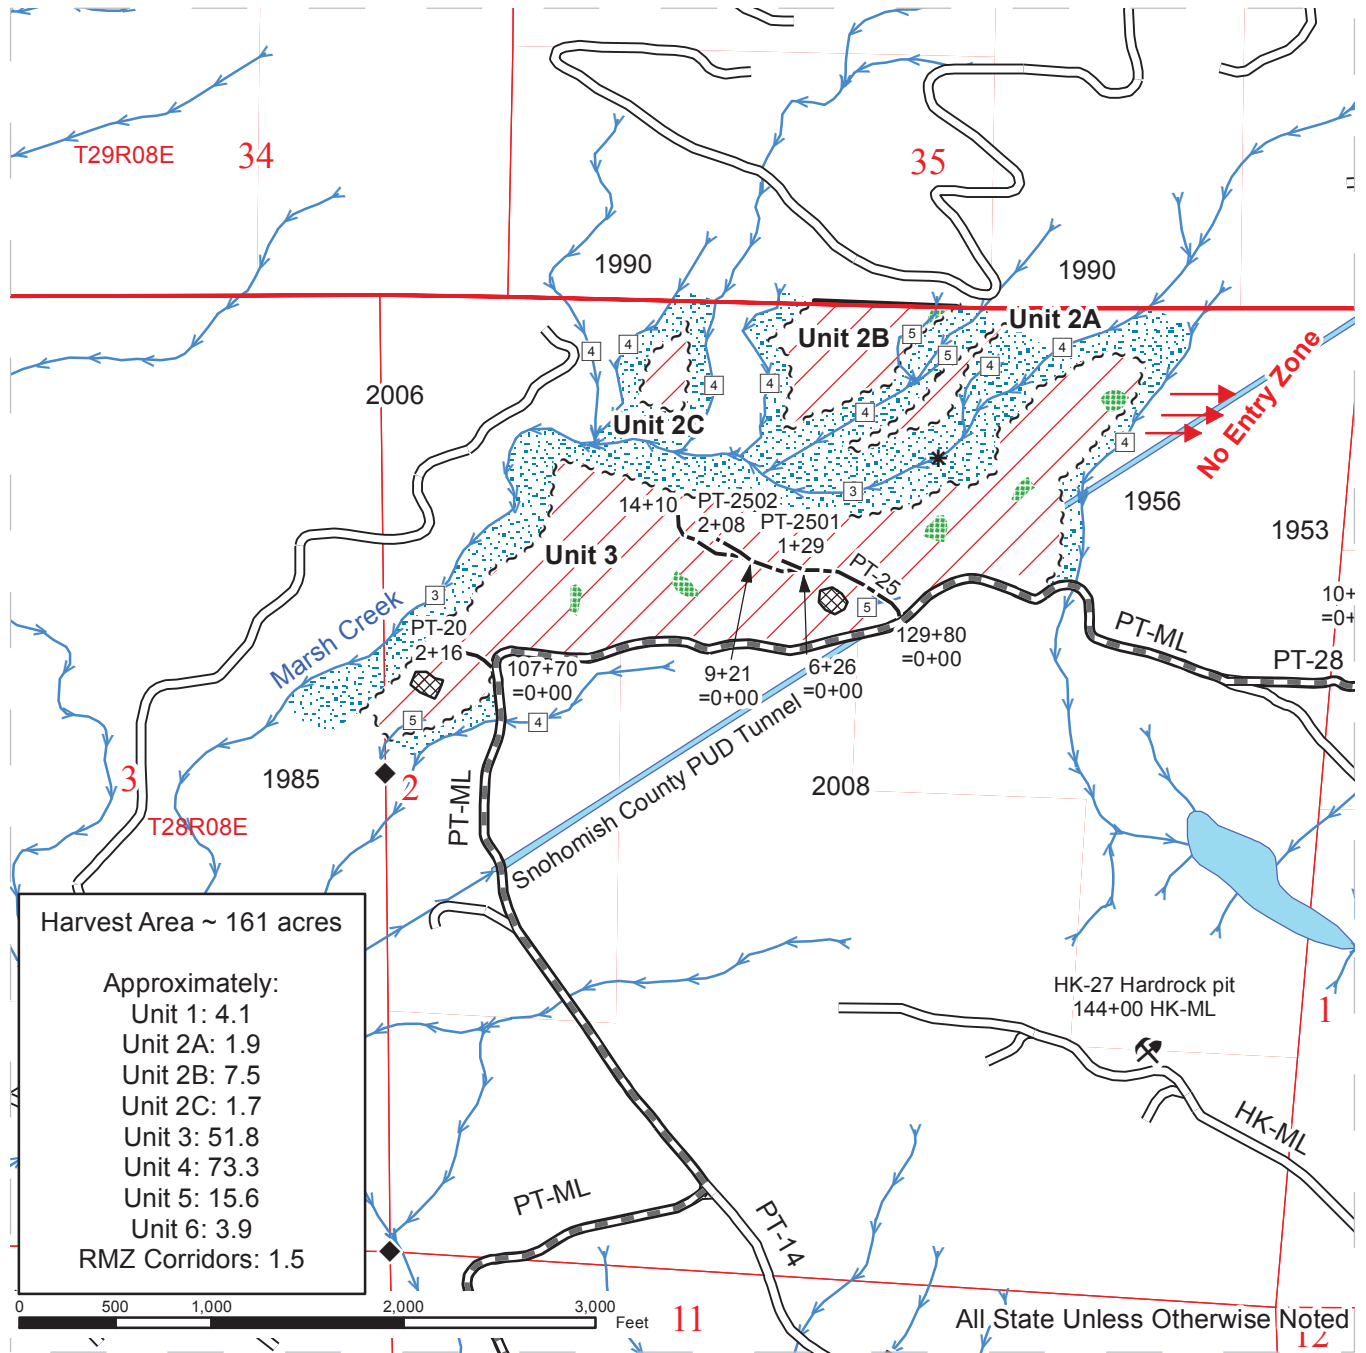 T29R08E
34
35
1990
1990
Unit 2A
Unit 2B
5
5
4
4
4
4
4
4
4
2006
Unit 2C
No Entry Zone
4
3
1956
1953
14+10
PT-2502
2+08
PT-2501
1+29
Unit 3
PT-25
5
3
Marsh Creek
PT-20
2+16
107+70
=0+00
9+21
=0+00
6+26
=0+00
129+80
=0+00
PT-ML
PT-28
10+
=0+
5
4
3
1985
2
T28R08E
PT-ML
Snohomish County PUD Tunnel
2008
Harvest Area ~ 161 acres
Approximately:
Unit 1: 4.1
Unit 2A: 1.9
Unit 2B: 7.5
Unit 2C: 1.7
Unit 3: 51.8
Unit 4: 73.3
Unit 5: 15.6
Unit 6: 3.9
RMZ Corridors: 1.5
HK-27 Hardrock pit
144+00 HK-ML
1
HK-ML
PT-ML
PT-14
0 500 1,000 2,000 3,000
Feet
11
All State Unless Otherwise Noted
12